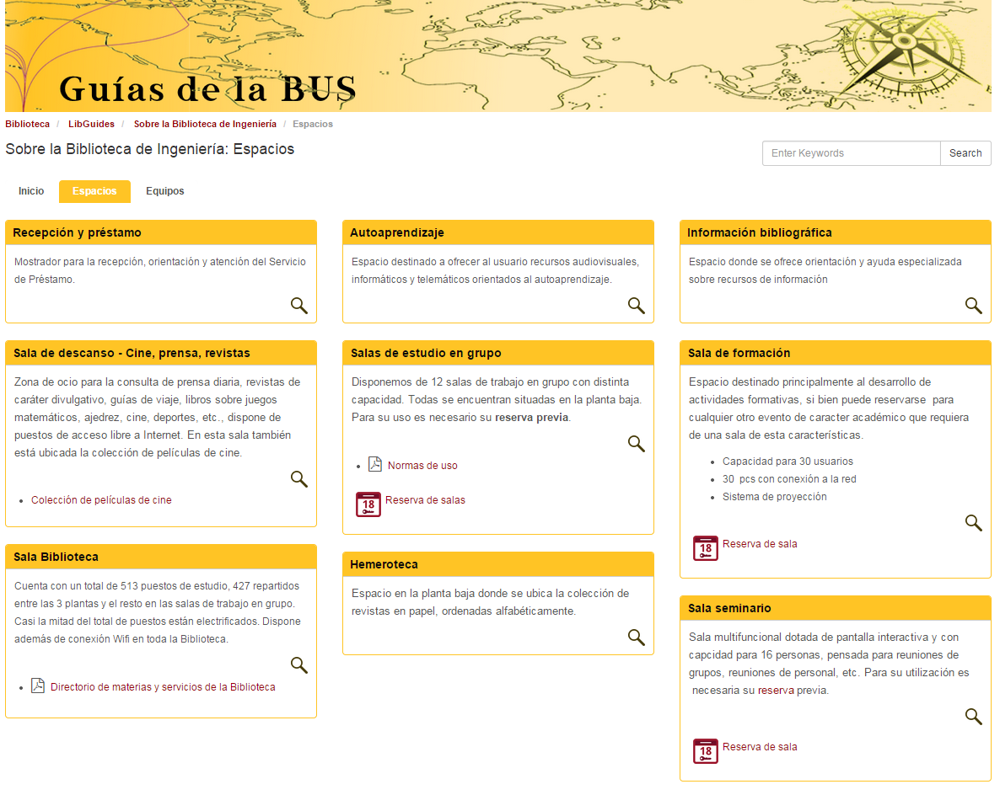 Guías de la BUS
Biblioteca / LibGuides / Sobre la Biblioteca de Ingeniería / Espacios
Sobre la Biblioteca de Ingeniería: Espacios
Enter Keywords Search
Inicio Espacios Equipos
Recepción y préstamo
Mostrador para la recepción, orientación y atención del Servicio
de Préstamo.
Autoaprendizaje
Espacio destinado a ofrecer al usuario recursos audiovisuales,
informáticos y telemáticos orientados al autoaprendizaje.
Información bibliográfica
Espacio donde se ofrece orientación y ayuda especializada
sobre recursos de información
Sala de descanso - Cine, prensa, revistas
Zona de ocio para la consulta de prensa diaria, revistas de
caráter divulgativo, guías de viaje, libros sobre juegos
matemáticos, ajedrez, cine, deportes, etc., dispone de
puestos de acceso libre a Internet. En esta sala también
está ubicada la colección de películas de cine.
• Colección de películas de cine
Salas de estudio en grupo
Disponemos de 12 salas de trabajo en grupo con distinta
capacidad. Todas se encuentran situadas en la planta baja.
Para su uso es necesario su reserva previa.
• Normas de uso
18 Reserva de salas
Sala de formación
Espacio destinado principalmente al desarrollo de
actividades formativas, si bien puede reservarse  para
cualquier otro evento de caracter académico que requiera
de una sala de esta características.
• Capacidad para 30 usuarios
• 30  pcs con conexión a la red
• Sistema de proyección
18 Reserva de sala
Sala Biblioteca
Cuenta con un total de 513 puestos de estudio, 427 repartidos
entre las 3 plantas y el resto en las salas de trabajo en grupo.
Casi la mitad del total de puestos están electrificados. Dispone
además de conexión Wifi en toda la Biblioteca.
• Directorio de materias y servicios de la Biblioteca
Hemeroteca
Espacio en la planta baja donde se ubica la colección de
revistas en papel, ordenadas alfabéticamente.
Sala seminario
Sala multifuncional dotada de pantalla interactiva y con
capcidad para 16 personas, pensada para reuniones de
grupos, reuniones de personal, etc. Para su utilización es
necesaria su reserva previa.
18 Reserva de sala